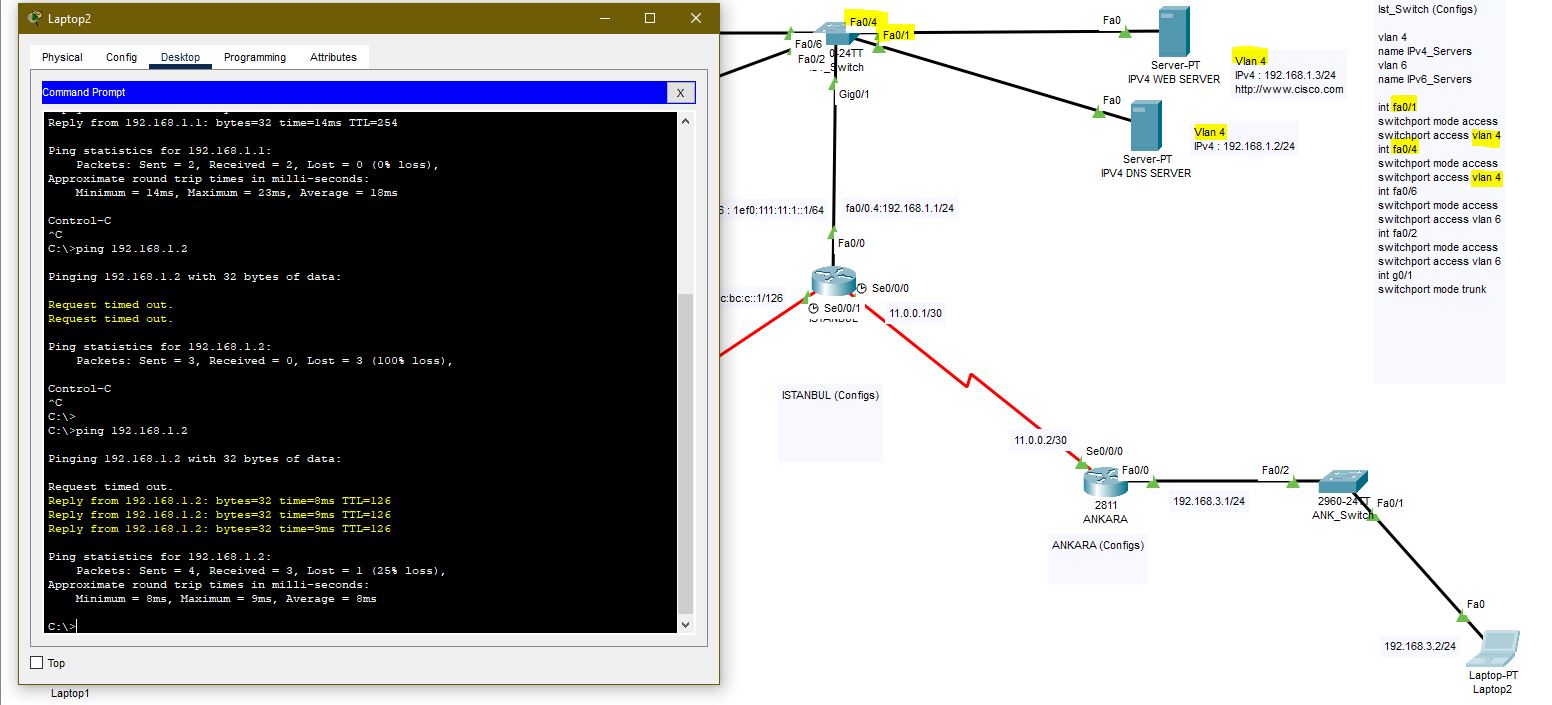 Laptop2
Physical Config Desktop Programming Attributes
Command Prompt X
Reply from 192.168.1.1: bytes=32 time=14ms TTL=254
Ping statistics for 192.168.1.1:
Packets: Sent = 2, Received = 2, Lost = 0 (0% loss),
Approximate round trip times in milli-seconds:
Minimum = 14ms, Maximum = 23ms, Average = 18ms
Control-C
^C
C:\>ping 192.168.1.2
Pinging 192.168.1.2 with 32 bytes of data:
Request timed out.
Request timed out.
Ping statistics for 192.168.1.2:
Packets: Sent = 3, Received = 0, Lost = 3 (100% loss),
Control-C
^C
C:\>
C:\>ping 192.168.1.2
Pinging 192.168.1.2 with 32 bytes of data:
Request timed out.
Reply from 192.168.1.2: bytes=32 time=8ms TTL=126
Reply from 192.168.1.2: bytes=32 time=9ms TTL=126
Reply from 192.168.1.2: bytes=32 time=9ms TTL=126
Ping statistics for 192.168.1.2:
Packets: Sent = 4, Received = 3, Lost = 1 (25% loss),
Approximate round trip times in milli-seconds:
Minimum = 8ms, Maximum = 9ms, Average = 8ms
C:\>
Top
Laptop1
Fa0/4
Fa0/1
Fa0/6
Fa0/2
0-24TT
Switch
Gig0/1
Fa0
Server-PT
IPV4 WEB SERVER
Vlan 4
IPv4 : 192.168.1.3/24
http://www.cisco.com
Fa0
Server-PT
IPV4 DNS SERVER
Vlan 4
IPv4 : 192.168.1.2/24
6 : 1ef0:111:11:1::1/64
fa0/0.4:192.168.1.1/24
Fa0/0
c:bc:c::1/126
Se0/0/0
Se0/0/1
ISTANBUL
11.0.0.1/30
ISTANBUL (Configs)
11.0.0.2/30
Se0/0/0
Fa0/0
2811
ANKARA
ANKARA (Configs)
192.168.3.1/24
Fa0/2
2960-24TT
ANK_Switch
Fa0/1
Fa0
192.168.3.2/24
Laptop-PT
Laptop2
Ist_Switch (Configs)
vlan 4
name IPv4_Servers
vlan 6
name IPv6_Servers
int fa0/1
switchport mode access
switchport access vlan 4
int fa0/4
switchport mode access
switchport access vlan 4
int fa0/6
switchport mode access
switchport access vlan 6
int fa0/2
switchport mode access
switchport access vlan 6
int g0/1
switchport mode trunk